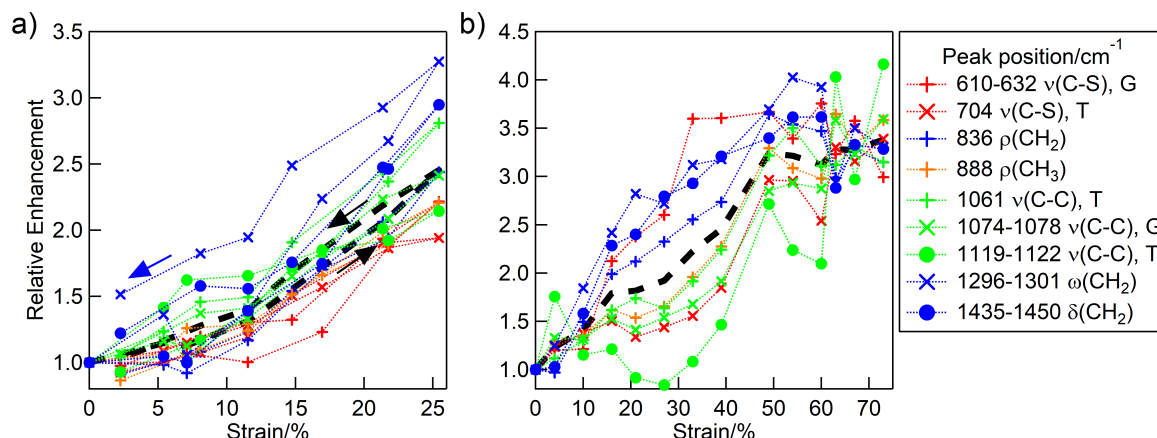 a)
3.5
3.0
2.5
2.0
1.5
1.0
Relative Enhancement
0 5 10 15 20 25
Strain/%
b)
4.5
4.0
3.5
3.0
2.5
2.0
1.5
1.0
0 10 20 30 40 50 60 70
Strain/%
Peak position/cm⁻¹
610-632 ν(C-S), G
704 ν(C-S), T
836 ρ(CH₂)
888 ρ(CH₃)
1061 ν(C-C), T
1074-1078 ν(C-C), G
1119-1122 ν(C-C), T
1296-1301 ω(CH₂)
1435-1450 δ(CH₂)